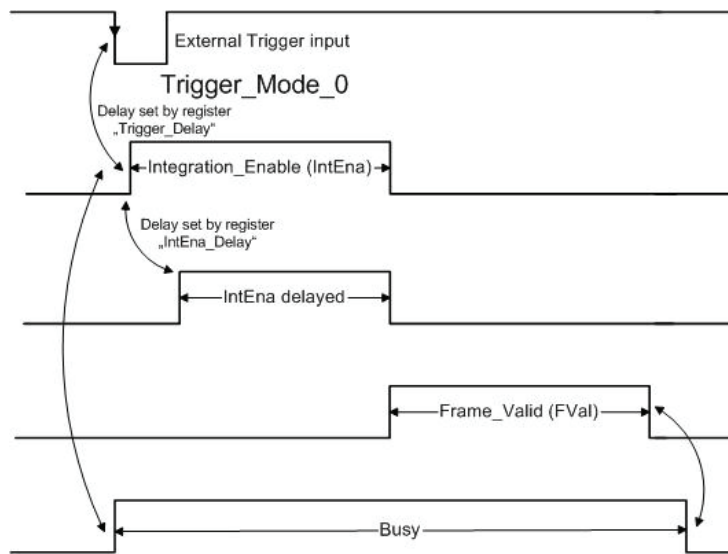 External Trigger input
Trigger_Mode_0
Delay set by register
„Trigger_Delay“
Integration_Enable (IntEna)
Delay set by register
„IntEna_Delay“
IntEna delayed
Frame_Valid (FVal)
Busy